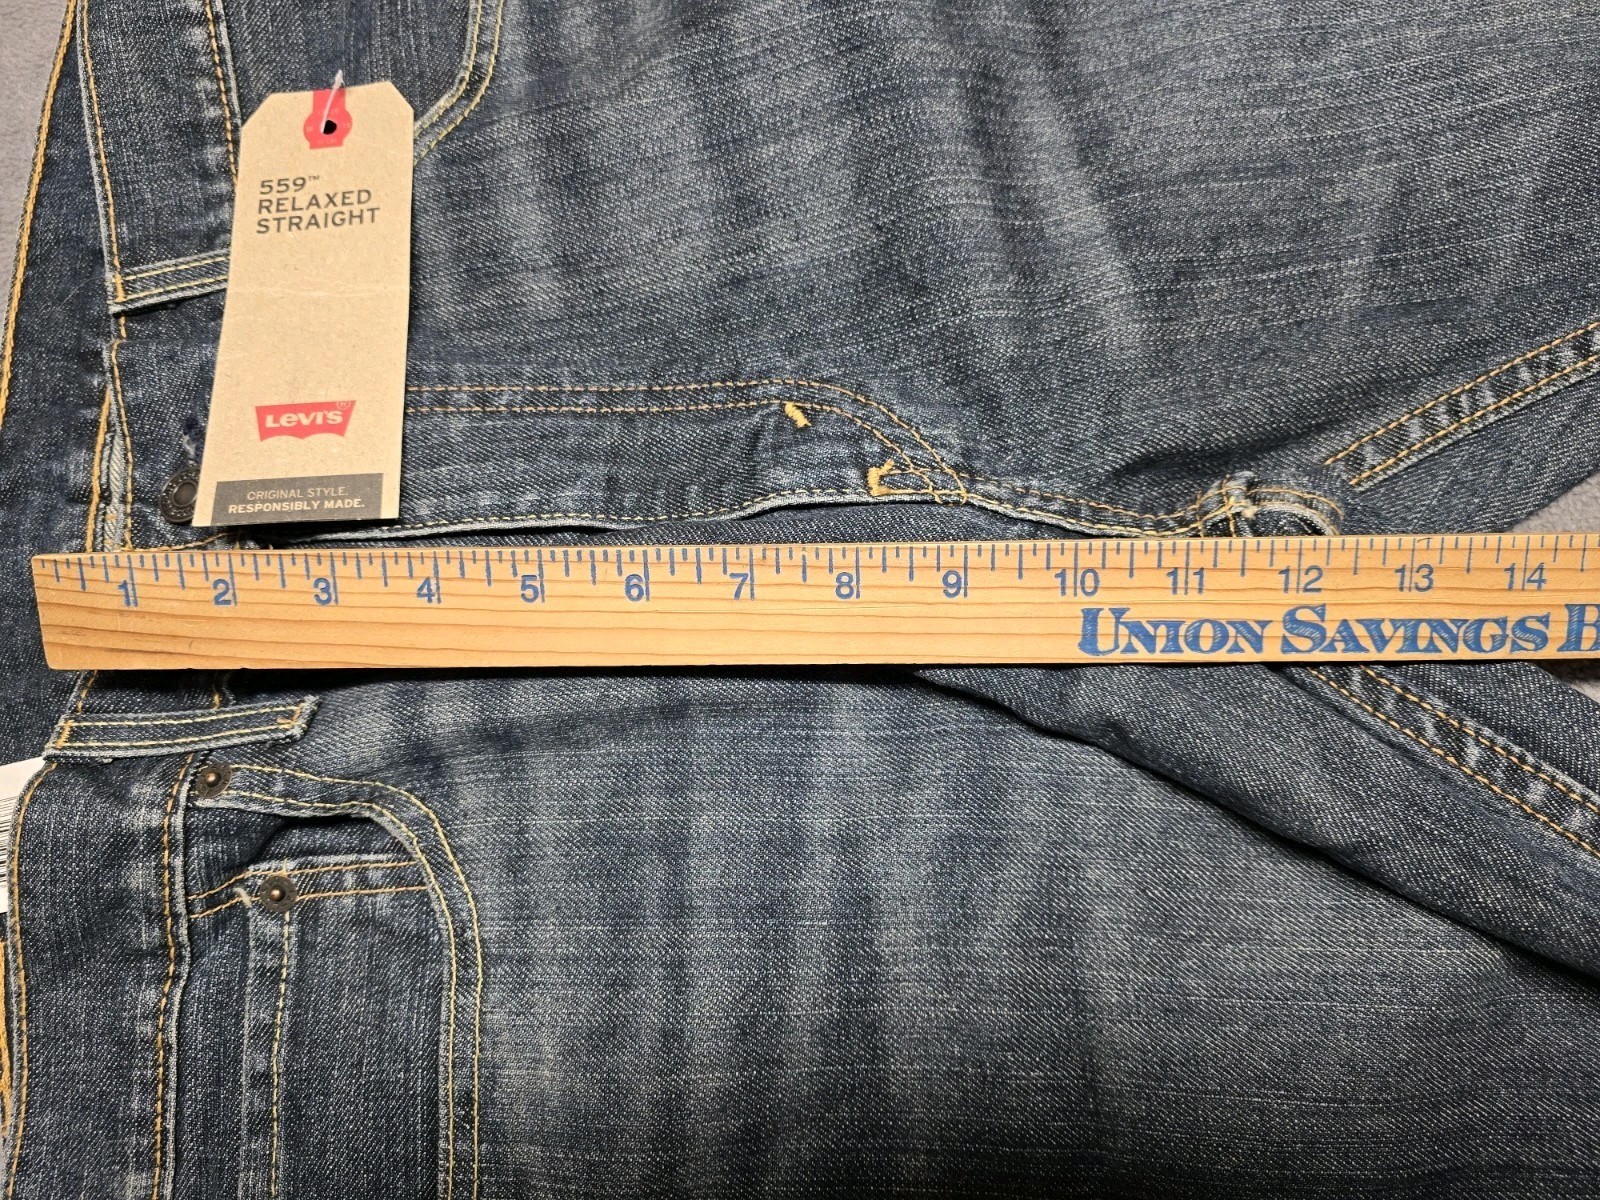 559™
RELAXED
STRAIGHT
LEVI'S
ORIGINAL STYLE.
RESPONSIBLY MADE.
1 2 3 4 5 6 7 8 9 10 11 12 13 14
UNION SAVINGS B